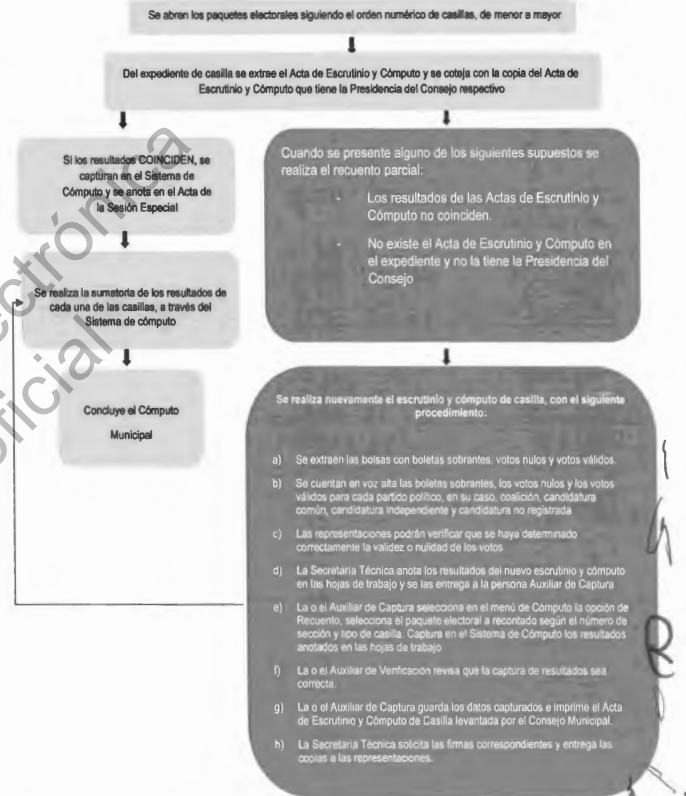 Se abren los paquetes electorales siguiendo el orden numérico de casillas, de menor a mayor
Del expediente de casilla se extrae el Acta de Escrutinio y Cómputo y se coteja con la copia del Acta de
Escrutinio y Cómputo que tiene la Presidencia del Consejo respectivo
Si los resultados COINCIDEN, se
capturan en el Sistema de
Cómputo y se anota en el Acta de
la Sesión Especial
Se realiza la sumatoria de los resultados de
cada una de las casillas, a través del
Sistema de cómputo
Concluye el Cómputo
Municipal
Cuando se presente alguno de los siguientes supuestos se
realiza el recuento parcial:
- Los resultados de las Actas de Escrutinio y
Cómputo no coinciden.
- No existe el Acta de Escrutinio y Cómputo en
el expediente y no la tiene la Presidencia del
Consejo
Se realiza nuevamente el escrutinio y cómputo de casilla, con el siguiente
procedimiento:
a) Se extraen las bolsas con boletas sobrantes, votos nulos y votos válidos.
b) Se cuentan en voz alta las boletas sobrantes, los votos nulos y los votos
válidos para cada partido político, en su caso, coalición, candidatura
común, candidatura independiente y candidatura no registrada
c) Las representaciones podrán verificar que se haya determinado
correctamente la validez o nulidad de los votos
d) La Secretaria Técnica anota los resultados del nuevo escrutinio y cómputo
en las hojas de trabajo y se las entrega a la persona Auxiliar de Captura
e) La o el Auxiliar de Captura selecciona en el menú de Cómputo la opción de
Recuento, selecciona el paquete electoral a recontado según el número de
sección y tipo de casilla. Captura en el Sistema de Cómputo los resultados
anotados en las hojas de trabajo
f) La o el Auxiliar de Verificación revisa que la captura de resultados sea
correcta.
g) La o el Auxiliar de Captura guarda los datos capturados e imprime el Acta
de Escrutinio y Cómputo de Casilla levantada por el Consejo Municipal.
h) La Secretaria Técnica solicita las firmas correspondientes y entrega las
copias a las representaciones.